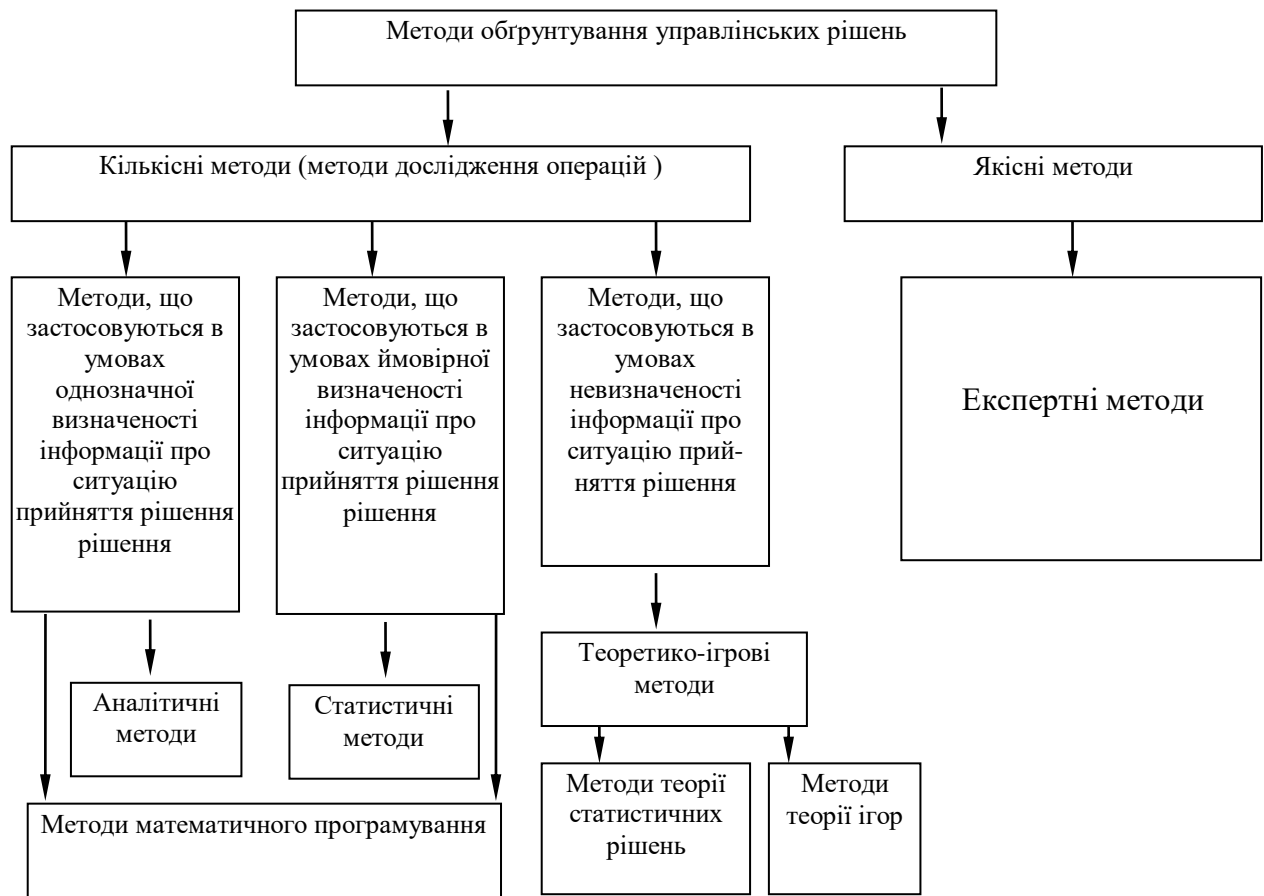 Методи обґрунтування управлінських рішень
Кількісні методи (методи дослідження операцій )
Якісні методи
Методи, що
застосовуються в
умовах
однозначної
визначеності
інформації про
ситуацію
прийняття рішення
рішення
Методи, що
застосовуються в
умовах ймовірної
визначеності
інформації про
ситуацію
прийняття рішення
рішення
Методи, що
застосовуються в
умовах
невизначеності
інформації про
ситуацію прий-
няття рішення
Експертні методи
Аналітичні
методи
Статистичні
методи
Теоретико-ігрові
методи
Методи математичного програмування
Методи теорії
статистичних
рішень
Методи
теорії ігор